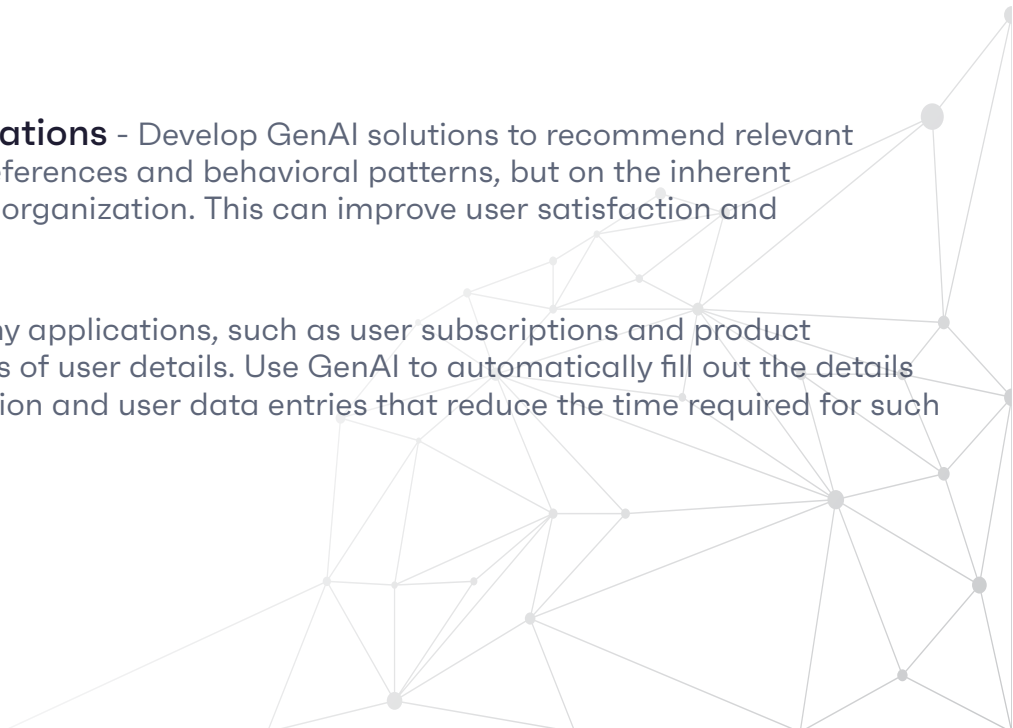 ations - Develop GenAI solutions to recommend relevant
ferences and behavioral patterns, but on the inherent
organization. This can improve user satisfaction and
y applications, such as user subscriptions and product
s of user details. Use GenAI to automatically fill out the details
ion and user data entries that reduce the time required for such